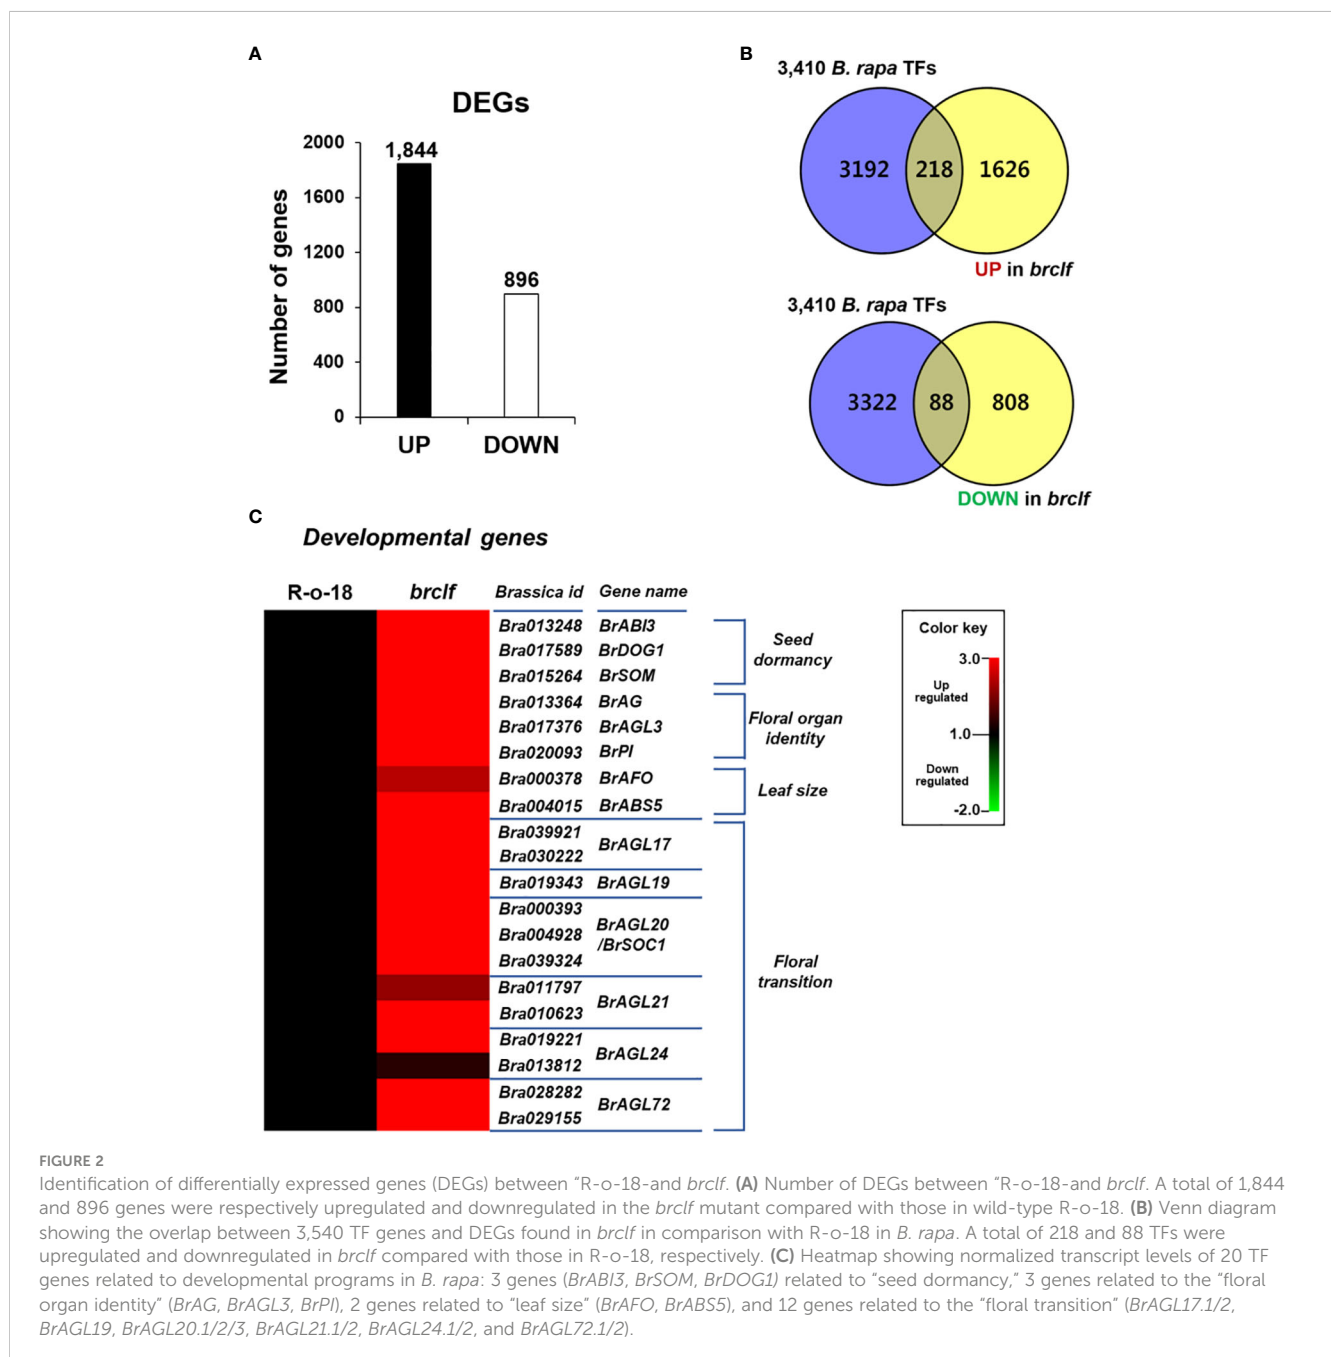 A
DEGs
Number of genes
2000
1600
1200
800
400
0
1,844
896
UP
DOWN
B
3,410 B. rapa TFs
3192
218
1626
UP in brclf
3,410 B. rapa TFs
3322
88
808
DOWN in brclf
C
Developmental genes
R-o-18 brclf Brassica id Gene name
Bra013248 BrABI3
Bra017589 BrDOG1
Bra015264 BrSOM
Seed
dormancy
Bra013364 BrAG
Bra017376 BrAGL3
Bra020093 BrPI
Floral organ
identity
Bra000378 BrAFO
Bra004015 BrABS5
Leaf size
Bra039921
Bra030222
BrAGL17
Bra019343 BrAGL19
Bra000393
Bra004928
Bra039324
BrAGL20
/BrSOC1
Bra011797
Bra010623
BrAGL21
Bra019221
Bra013812
BrAGL24
Bra028282
Bra029155
BrAGL72
Floral
transition
Color key
3.0
Up
regulated
1.0
Down
regulated
-2.0
FIGURE 2
Identification of differentially expressed genes (DEGs) between “R-o-18-and brclf. (A) Number of DEGs between “R-o-18-and brclf. A total of 1,844
and 896 genes were respectively upregulated and downregulated in the brclf mutant compared with those in wild-type R-o-18. (B) Venn diagram
showing the overlap between 3,540 TF genes and DEGs found in brclf in comparison with R-o-18 in B. rapa. A total of 218 and 88 TFs were
upregulated and downregulated in brclf compared with those in R-o-18, respectively. (C) Heatmap showing normalized transcript levels of 20 TF
genes related to developmental programs in B. rapa: 3 genes (BrABI3, BrSOM, BrDOG1) related to “seed dormancy,” 3 genes related to the “floral
organ identity” (BrAG, BrAGL3, BrPI), 2 genes related to “leaf size” (BrAFO, BrABS5), and 12 genes related to the “floral transition” (BrAGL17.1/2,
BrAGL19, BrAGL20.1/2/3, BrAGL21.1/2, BrAGL24.1/2, and BrAGL72.1/2).